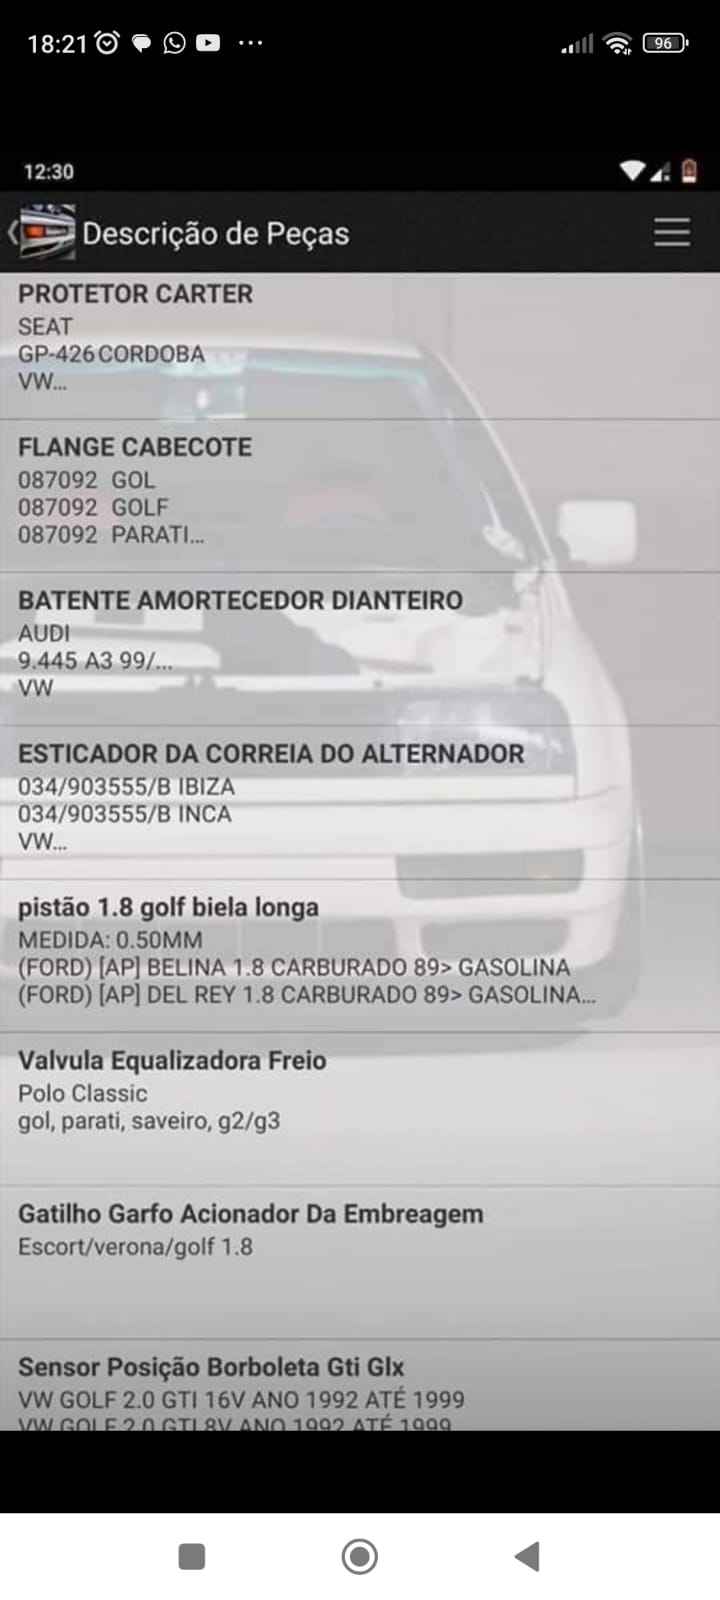 18:21
96
12:30
Descrição de Peças
PROTETOR CARTER
SEAT
GP-426 CORDOBA
VW...
FLANGE CABECOTE
087092 GOL
087092 GOLF
087092 PARATI...
BATENTE AMORTECEDOR DIANTEIRO
AUDI
9.445 A3 99/...
VW
ESTICADOR DA CORREIA DO ALTERNADOR
034/903555/B IBIZA
034/903555/B INCA
VW...
pistão 1.8 golf biela longa
MEDIDA: 0.50MM
(FORD) [AP] BELINA 1.8 CARBURADO 89> GASOLINA
(FORD) [AP] DEL REY 1.8 CARBURADO 89> GASOLINA...
Valvula Equalizadora Freio
Polo Classic
gol, parati, saveiro, g2/g3
Gatilho Garfo Acionador Da Embreagem
Escort/verona/golf 1.8
Sensor Posição Borboleta Gti Glx
VW GOLF 2.0 GTI 16V ANO 1992 ATÉ 1999
VW GOLF 2.0 GTI 8V ANO 1992 ATÉ 1999